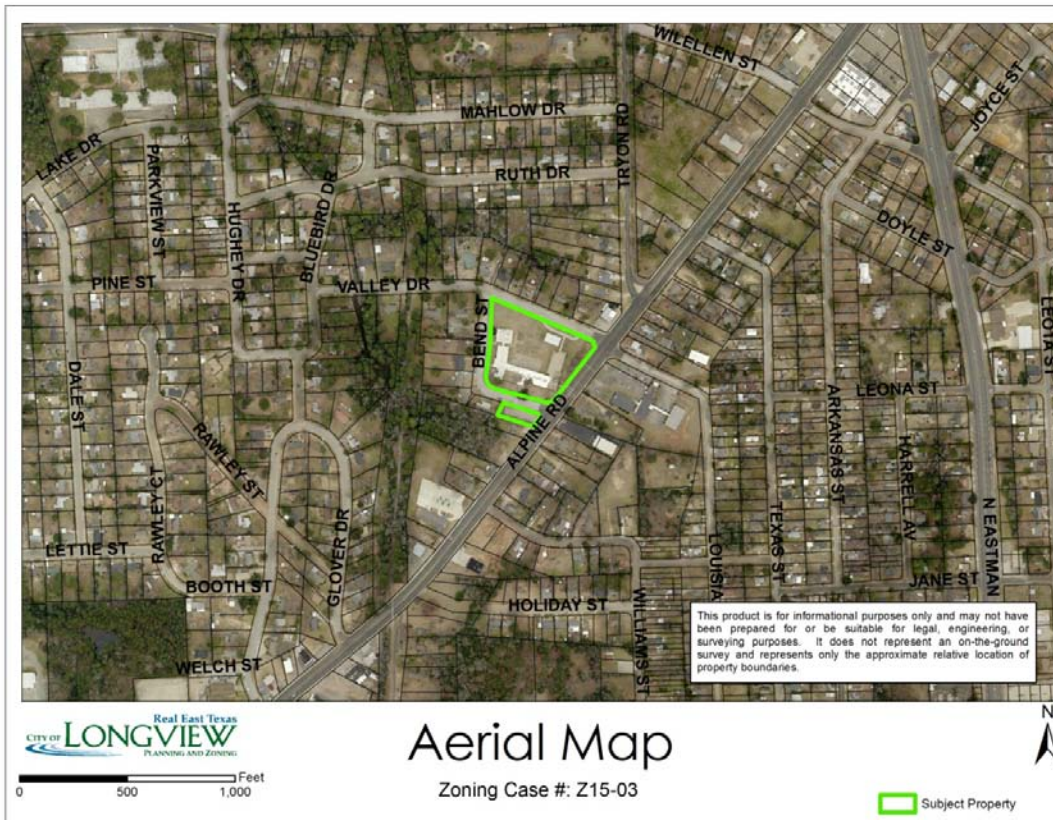 WILELLEN ST
JOYCE ST
MAHLOW DR
TRYON RD
LAKE DR
PARKVIEW ST
RUTH DR
HUGHEY DR
BLUEBIRD DR
DOYLE ST
PINE ST
VALLEY DR
BEND ST
LEOTA ST
DALE ST
LEONA ST
ALPINE RD
ARKANSAS ST
HARRELL AV
RAWLEY ST
RAWLEY CT
N EASTMAN
TEXAS ST
LETTIE ST
GLOVER DR
LOUISIA
BOOTH ST
JANE ST
HOLIDAY ST
WILLIAMS ST
WELCH ST
This product is for informational purposes only and may not have
been prepared for or be suitable for legal, engineering, or
surveying purposes. It does not represent an on-the-ground
survey and represents only the approximate relative location of
property boundaries.
Real East Texas
CITY OF LONGVIEW
PLANNING AND ZONING
Feet
0 500 1,000
Aerial Map
Zoning Case #: Z15-03
N
Subject Property